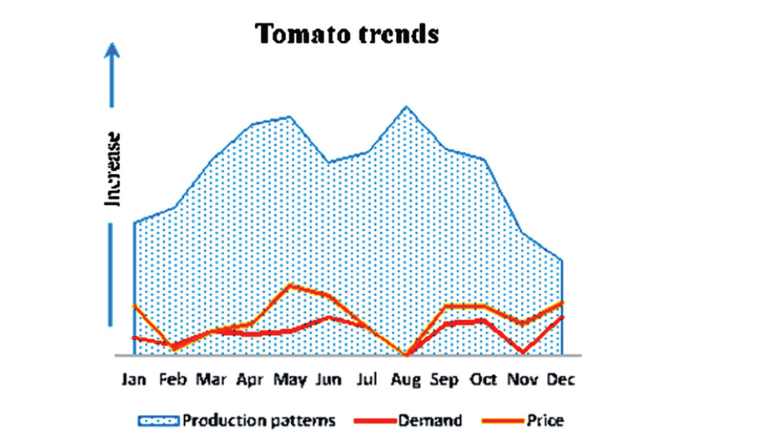 Tomato trends
Increase
Jan Feb Mar Apr May Jun Jul Aug Sep Oct Nov Dec
Production patterns Demand Price